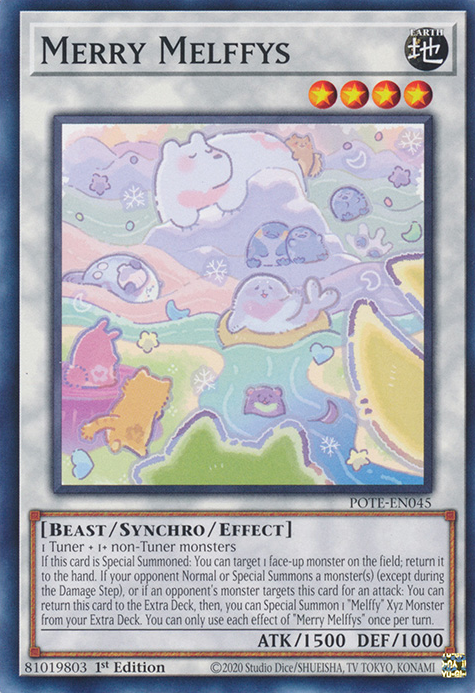 MERRY MELFFYS
EARTH
地
POTE-EN045
[BEAST/SYNCHRO/EFFECT]
1 Tuner + 1+ non-Tuner monsters
If this card is Special Summoned: You can target 1 face-up monster on the field; return it
to the hand. If your opponent Normal or Special Summons a monster(s) (except during
the Damage Step), or if an opponent's monster targets this card for an attack: You can
return this card to the Extra Deck, then, you can Special Summon 1 "Melffy" Xyz Monster
from your Extra Deck. You can only use each effect of "Merry Melffys" once per turn.
ATK/1500 DEF/1000
81019803 1st Edition ©2020 Studio Dice/SHUEISHA, TV TOKYO, KONAMI